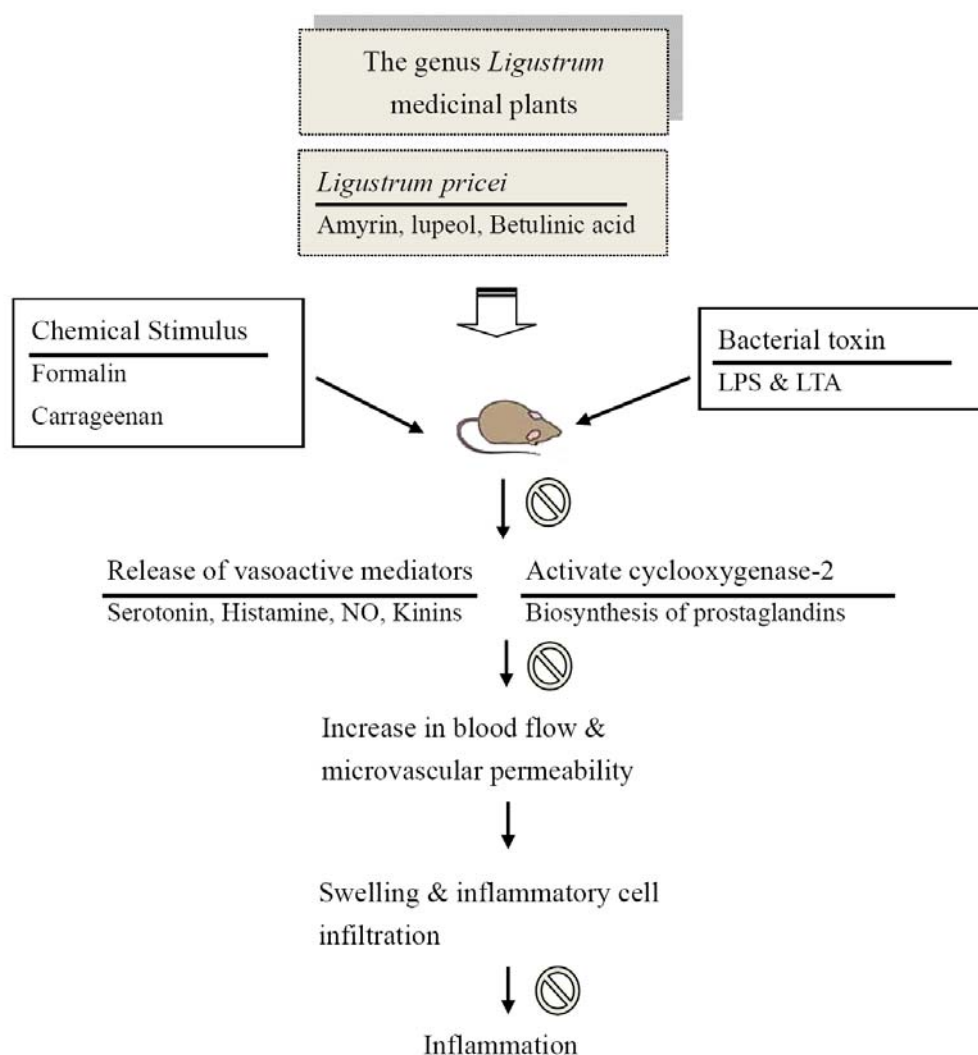 The genus Ligustrum
medicinal plants
Ligustrum pricei
Amyrin, lupeol, Betulinic acid
Chemical Stimulus
Formalin
Carrageenan
Bacterial toxin
LPS & LTA
Release of vasoactive mediators
Serotonin, Histamine, NO, Kinins
Activate cyclooxygenase-2
Biosynthesis of prostaglandins
Increase in blood flow &
microvascular permeability
Swelling & inflammatory cell
infiltration
Inflammation